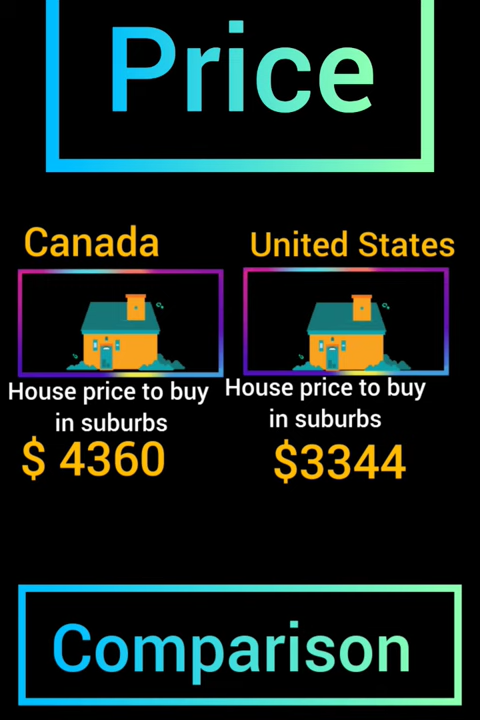 Price
Canada
United States
House price to buy
in suburbs
$ 4360
House price to buy
in suburbs
$3344
Comparison